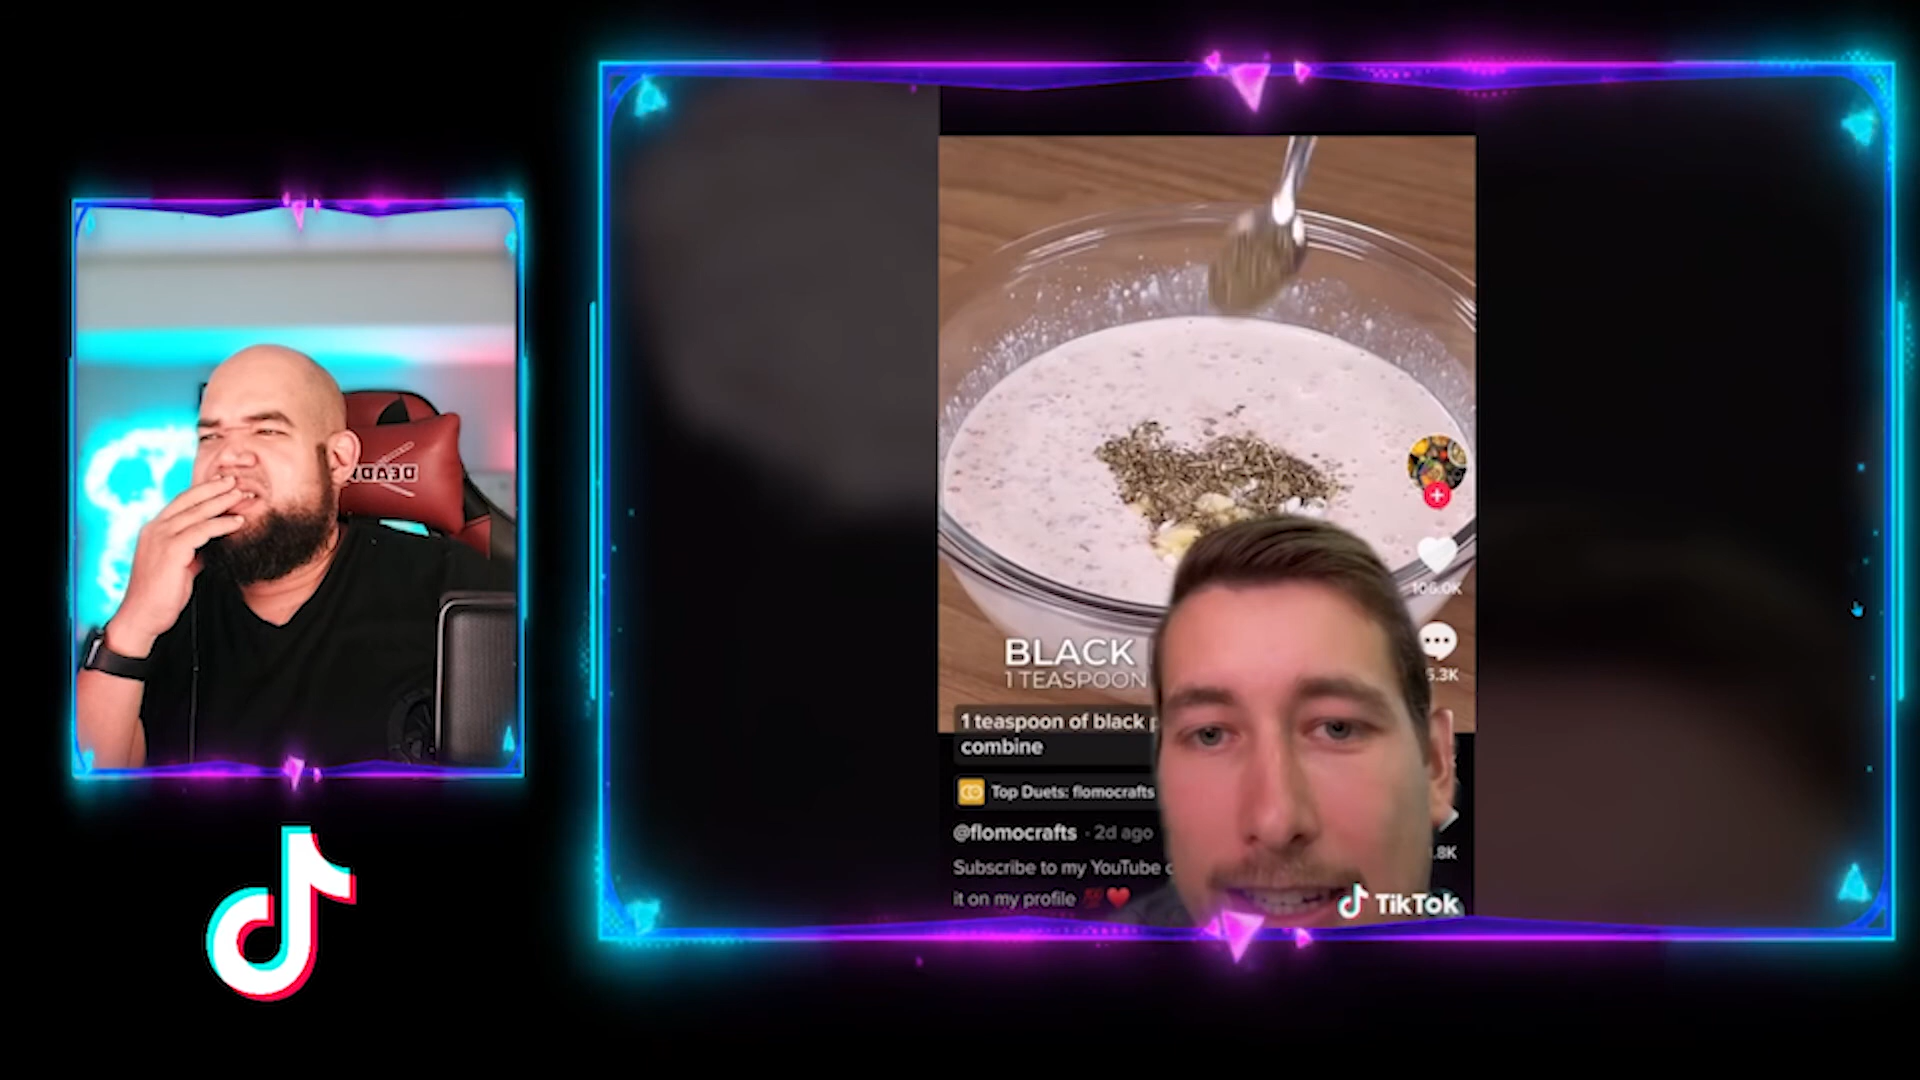 BLACK
1 TEASPOON
1 teaspoon of black
combine
Top Duets: flomocrafts
@flomocrafts · 2d ago
Subscribe to my YouTube
it on my profile 💯❤️
106.0K
5.3K
.8K
TikTok